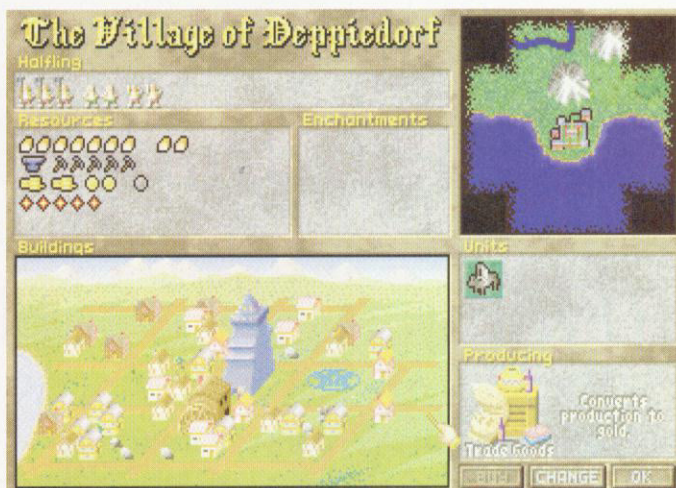 The Village of Deppiedorf
Halfling
Resources
Enchantments
Buildings
Units
Producing
Converts
production to
gold
Trade Goods
BUY
CHANGE
OK